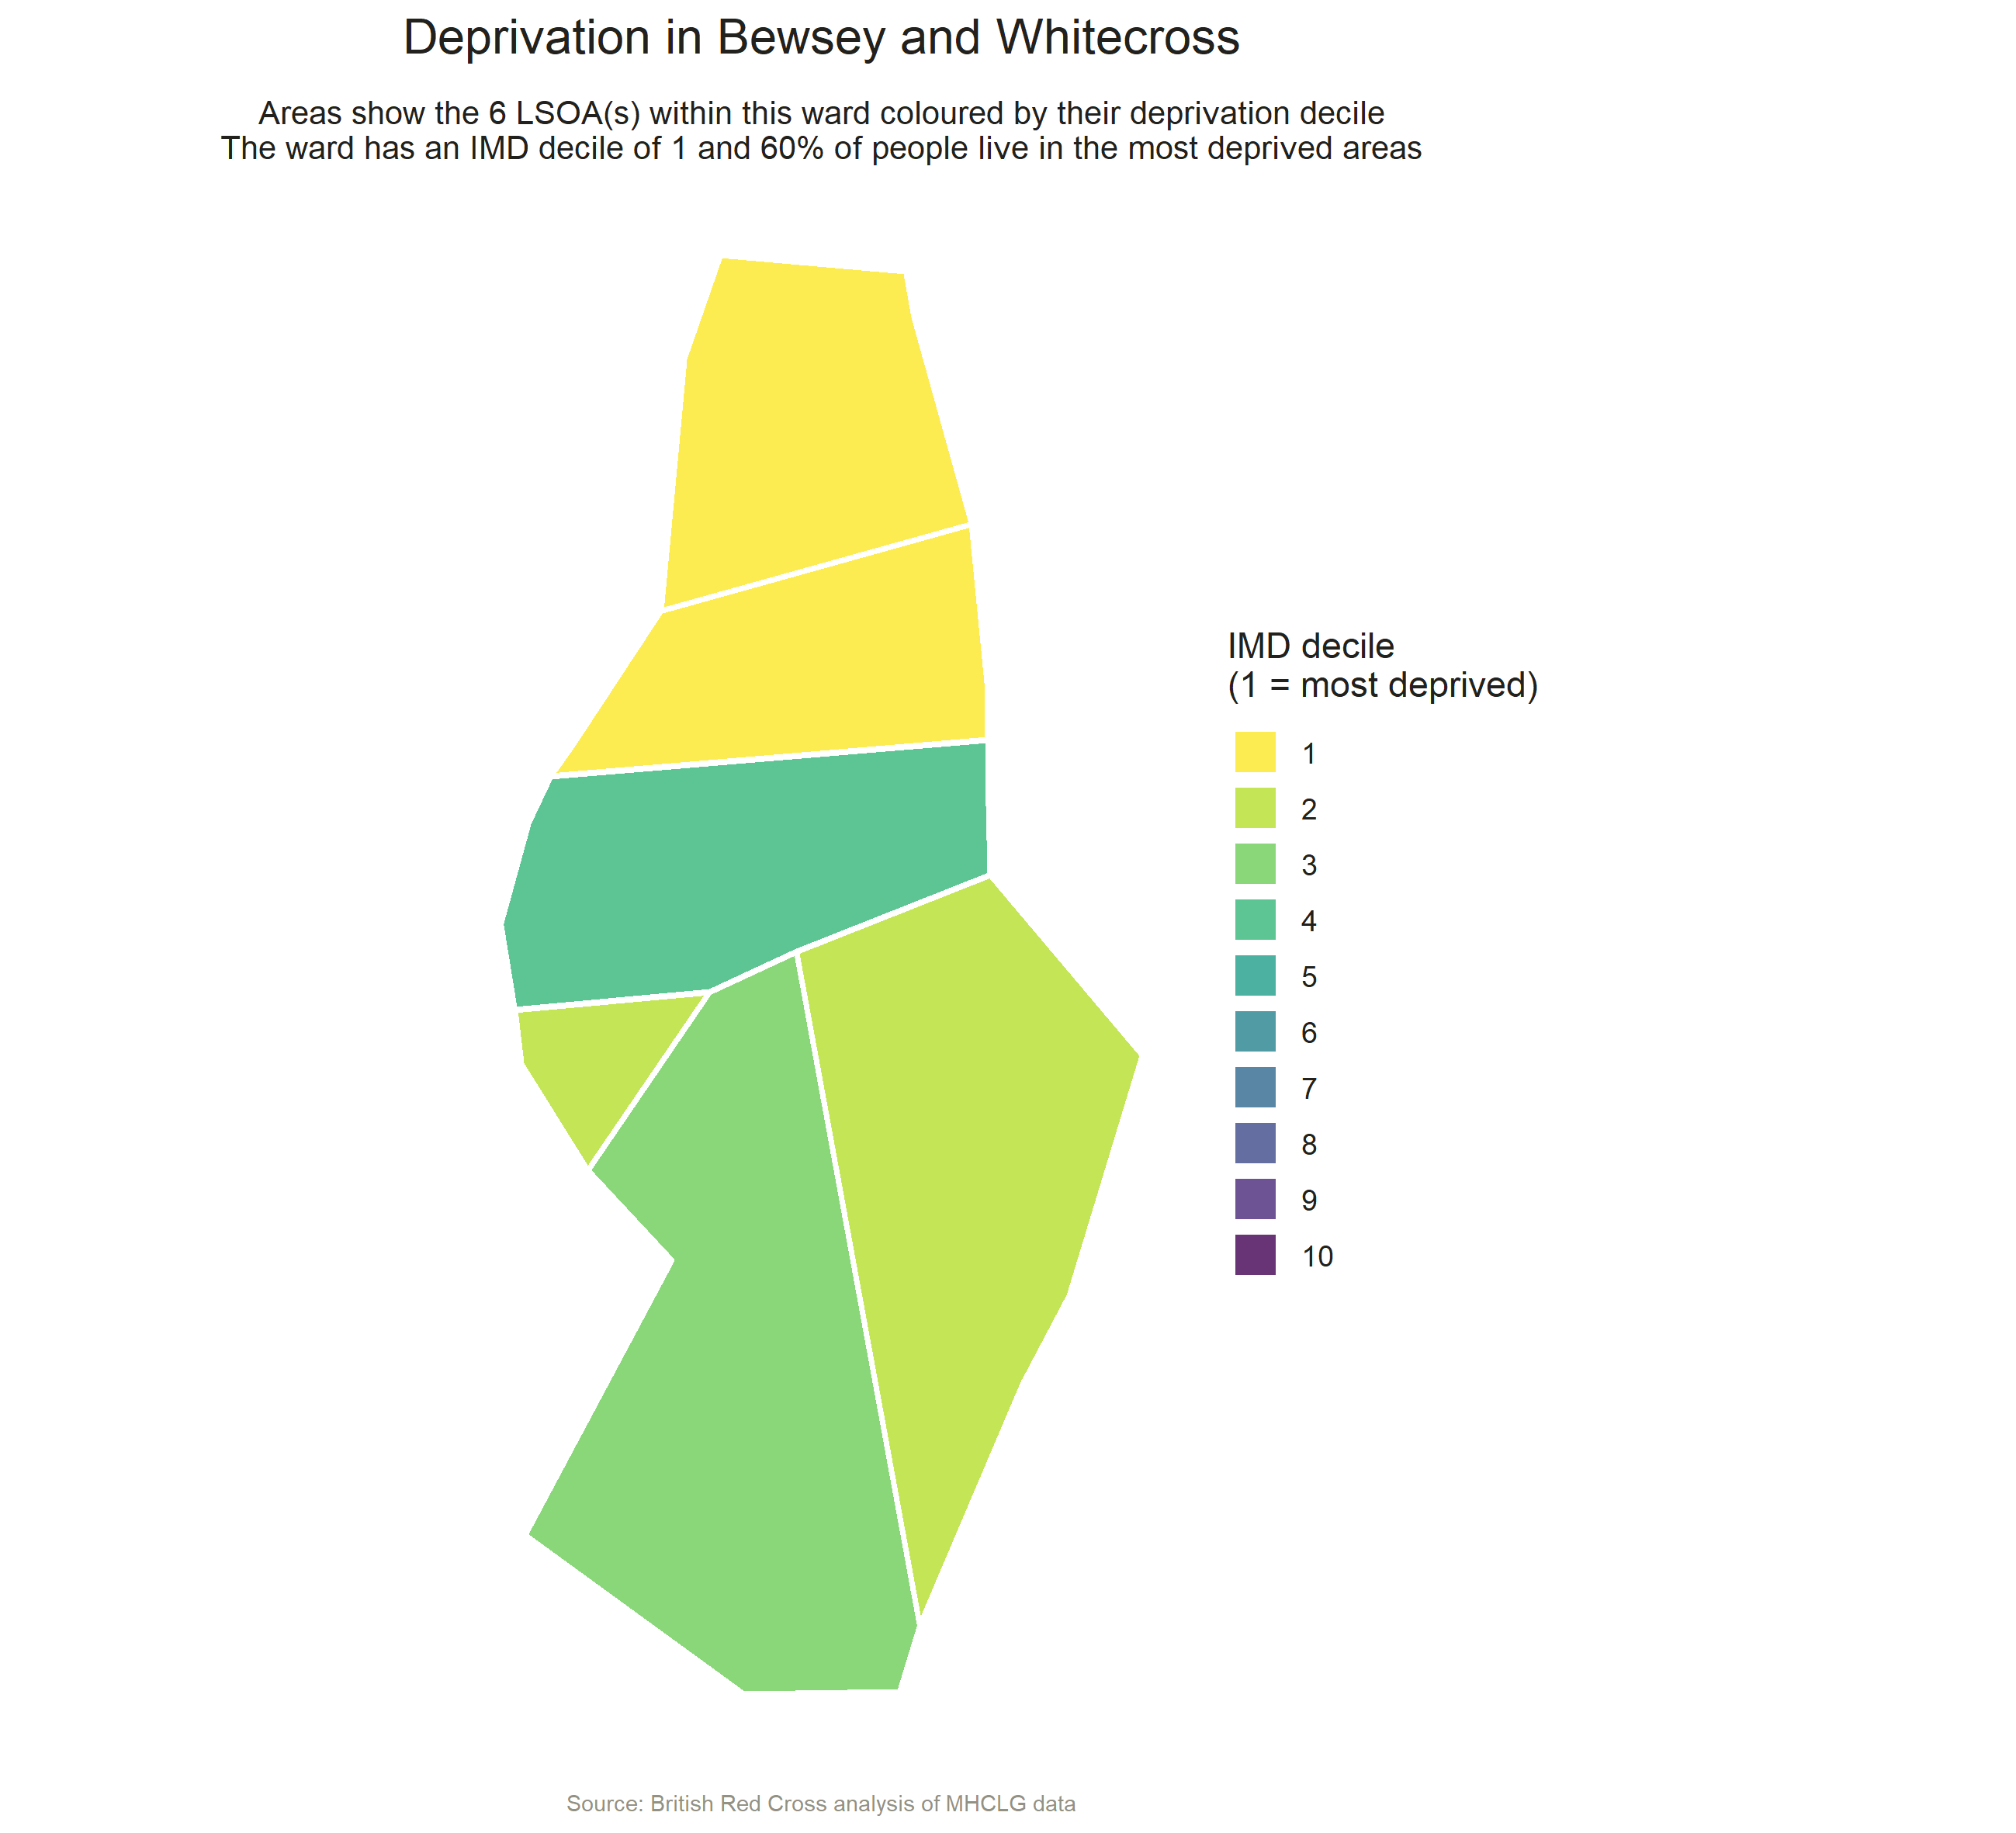 Deprivation in Bewsey and Whitecross
Areas show the 6 LSOA(s) within this ward coloured by their deprivation decile
The ward has an IMD decile of 1 and 60% of people live in the most deprived areas
IMD decile
(1 = most deprived)
1
2
3
4
5
6
7
8
9
10
Source: British Red Cross analysis of MHCLG data